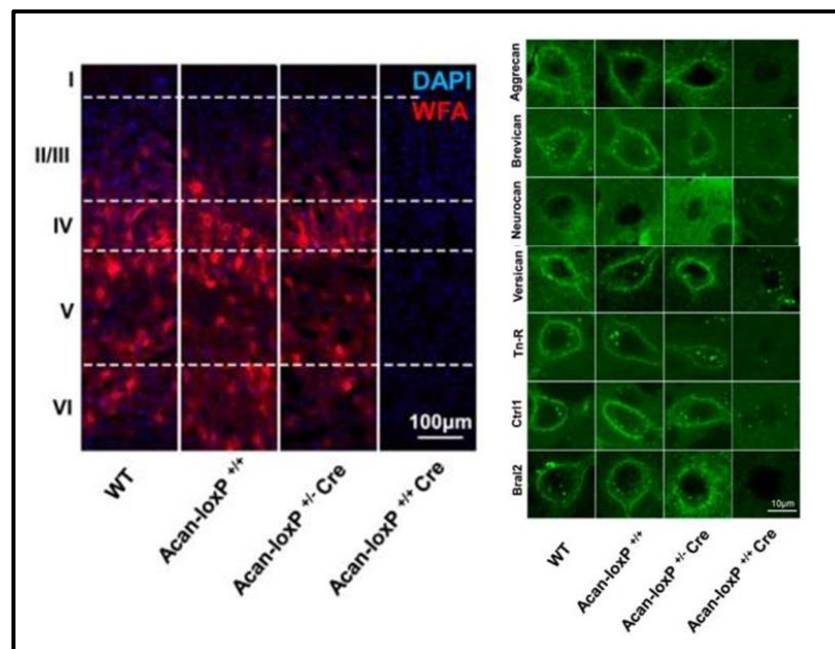 DAPI
WFA
I
II/III
IV
V
VI
100μm
WT
Acan-loxP +/+
Acan-loxP +/- Cre
Acan-loxP +/+ Cre
Aggrecan
Brevican
Neurocan
Versican
Tn-R
Ctrl1
Bral2
10μm
WT
Acan-loxP +/+
Acan-loxP +/- Cre
Acan-loxP +/+ Cre